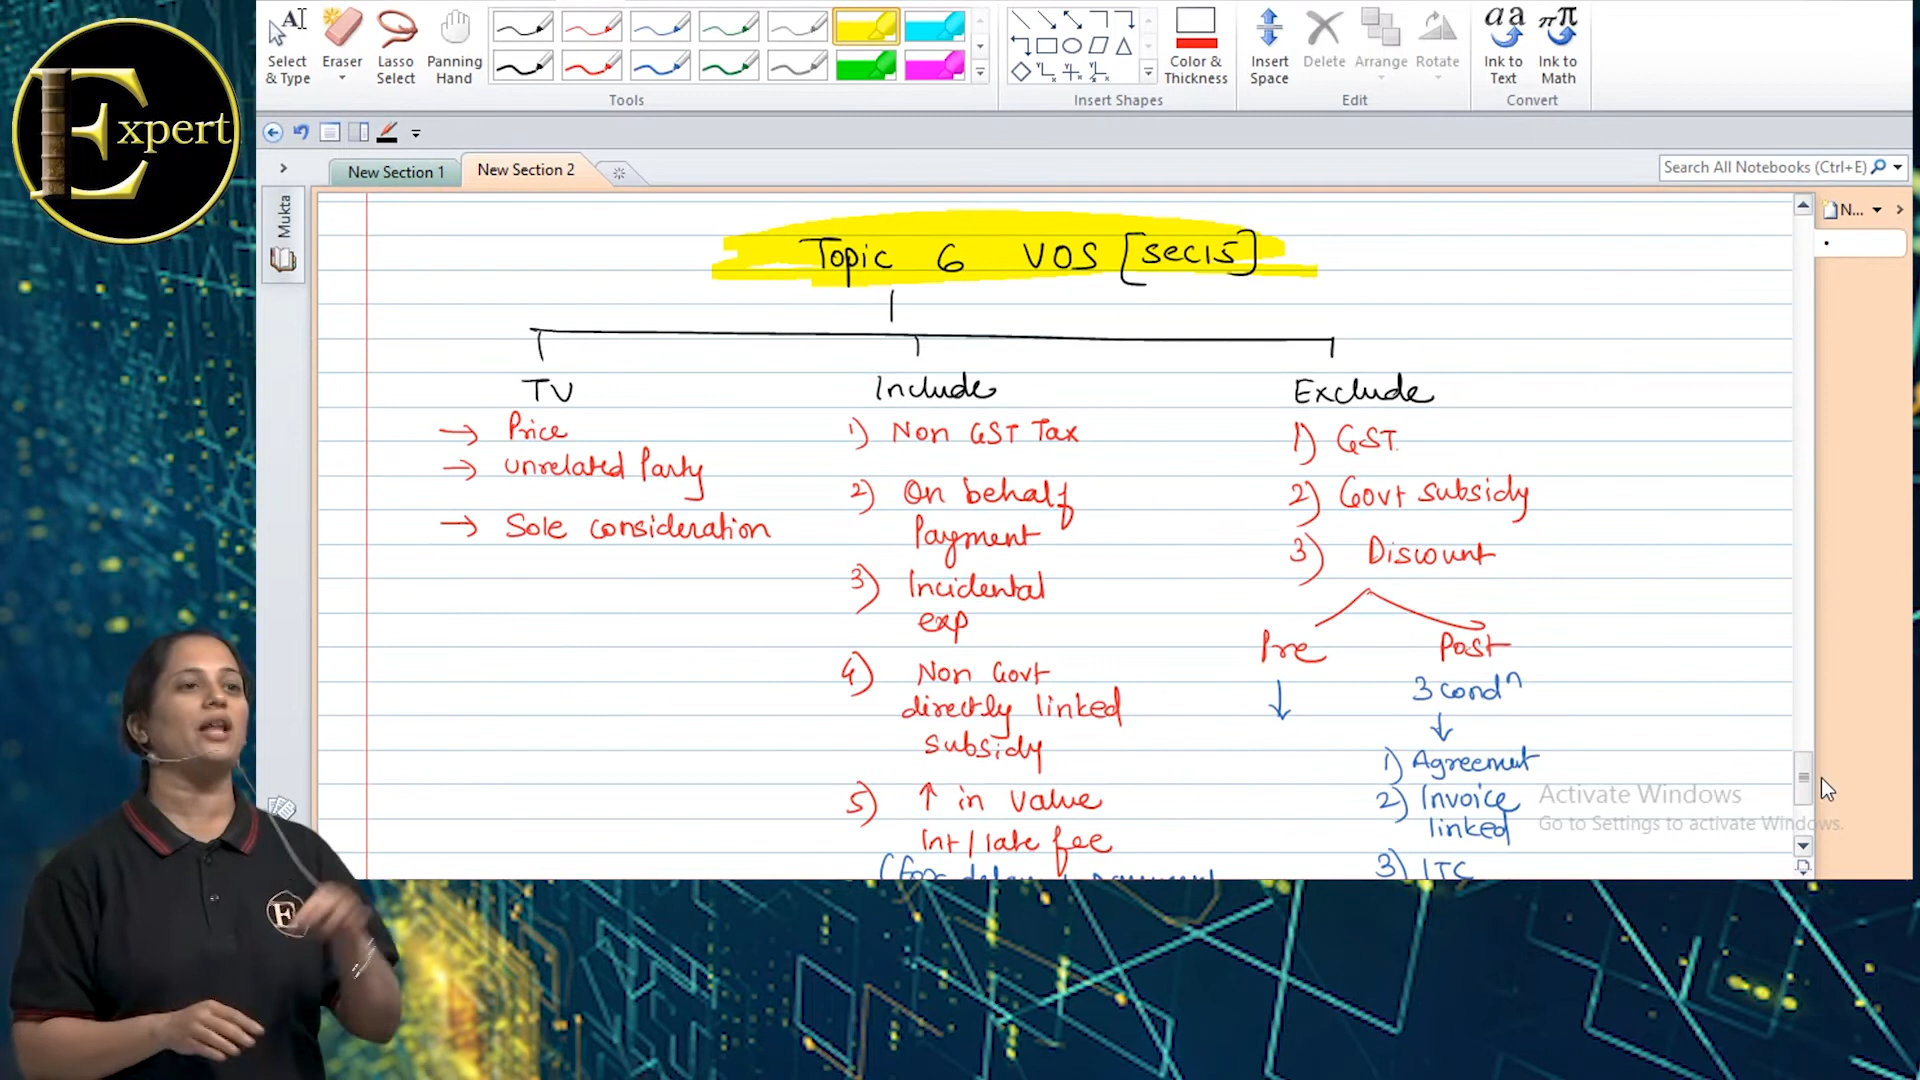 Expert
Select & Type
Eraser
Lasso Select
Panning Hand
Tools
Insert Shapes
Color & Thickness
Insert Space
Delete
Arrange
Rotate
Edit
Ink to Text
Ink to Math
Convert
New Section 1
New Section 2
Search All Notebooks (Ctrl+E)
Mukta
N...
Topic 6 VOS [sec15]
TV
→ Price
→ unrelated Party
→ Sole consideration
Include
1) Non GST Tax
2) On behalf
Payment
3) Incidental
exp
4) Non Govt
directly linked
subsidy
5) ↑ in value
Int/late fee
(for delay
Exclude
1) GST
2) Govt subsidy
3) Discount
Pre
↓
Post
3 condⁿ
↓
1) Agreement
2) Invoice
linked
3) ITC
Activate Windows
Go to Settings to activate Windows.
E